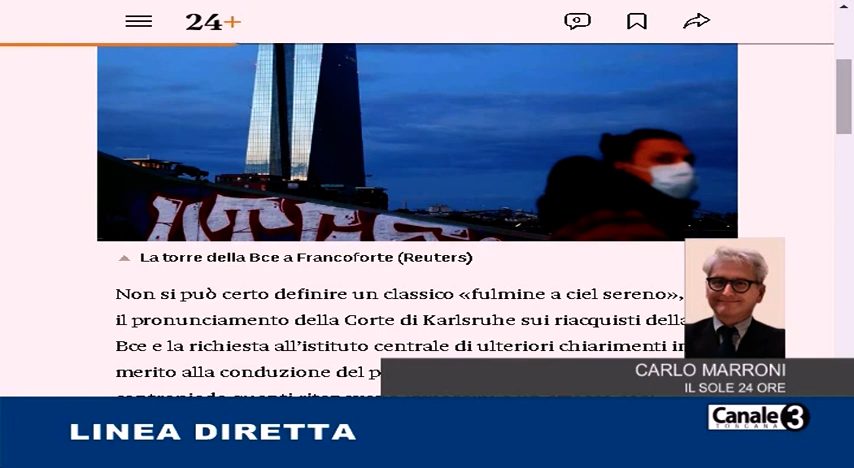 24+
La torre della Bce a Francoforte (Reuters)
Non si può certo definire un classico «fulmine a ciel sereno»,
il pronunciamento della Corte di Karlsruhe sui riacquisti della
Bce e la richiesta all'istituto centrale di ulteriori chiarimenti in
merito alla conduzione del
CARLO MARRONI
IL SOLE 24 ORE
LINEA DIRETTA
Canale 3
TOSCANA